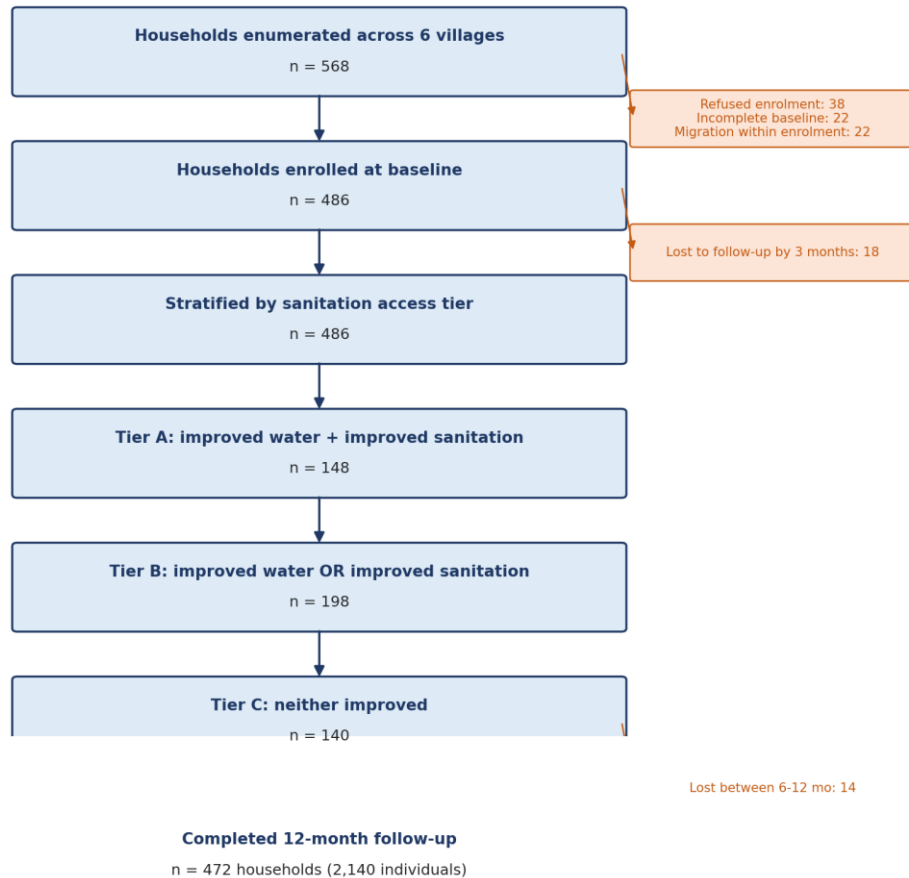 Households enumerated across 6 villages
n = 568
Refused enrolment: 38
Incomplete baseline: 22
Migration within enrolment: 22
Households enrolled at baseline
n = 486
Lost to follow-up by 3 months: 18
Stratified by sanitation access tier
n = 486
Tier A: improved water + improved sanitation
n = 148
Tier B: improved water OR improved sanitation
n = 198
Tier C: neither improved
n = 140
Lost between 6-12 mo: 14
Completed 12-month follow-up
n = 472 households (2,140 individuals)